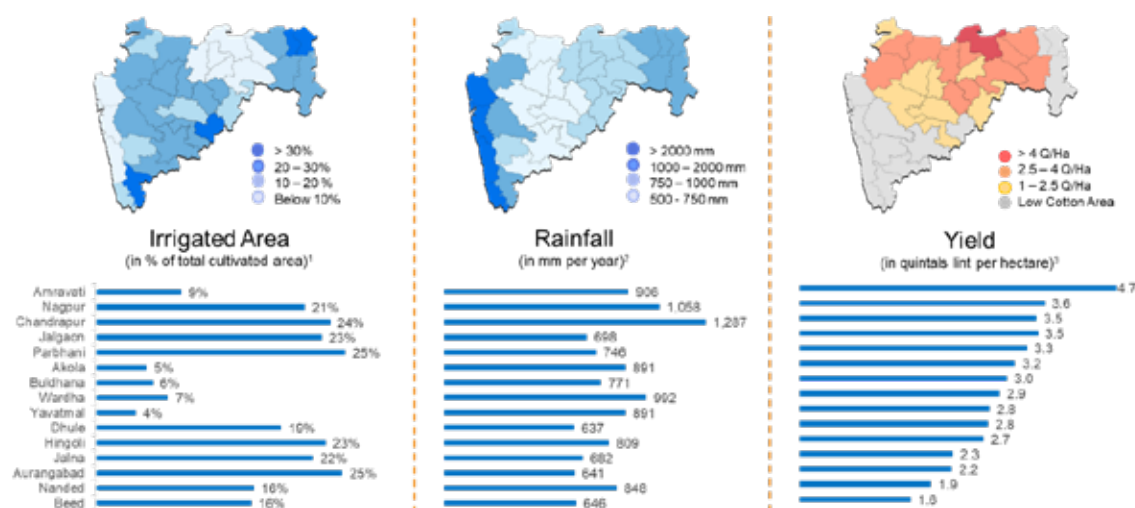 > 30%
20 – 30%
10 – 20 %
Below 10%
> 2000 mm
1000 – 2000 mm
750 – 1000 mm
500 - 750 mm
> 4 Q/Ha
2.5 – 4 Q/Ha
1 – 2.5 Q/Ha
Low Cotton Area
Irrigated Area
(in % of total cultivated area)¹
Rainfall
(in mm per year)²
Yield
(in quintals lint per hectare)³
Amravati 9% 906 4.7
Nagpur 21% 1,058 3.6
Chandrapur 24% 1,287 3.5
Jalgaon 23% 698 3.5
Parbhani 25% 746 3.3
Akola 5% 891 3.2
Buldhana 6% 771 3.0
Wardha 7% 992 2.9
Yavatmal 4% 891 2.8
Dhule 19% 637 2.8
Hingoli 23% 809 2.7
Jalna 22% 682 2.3
Aurangabad 25% 641 2.2
Nanded 16% 848 1.9
Beed 16% 646